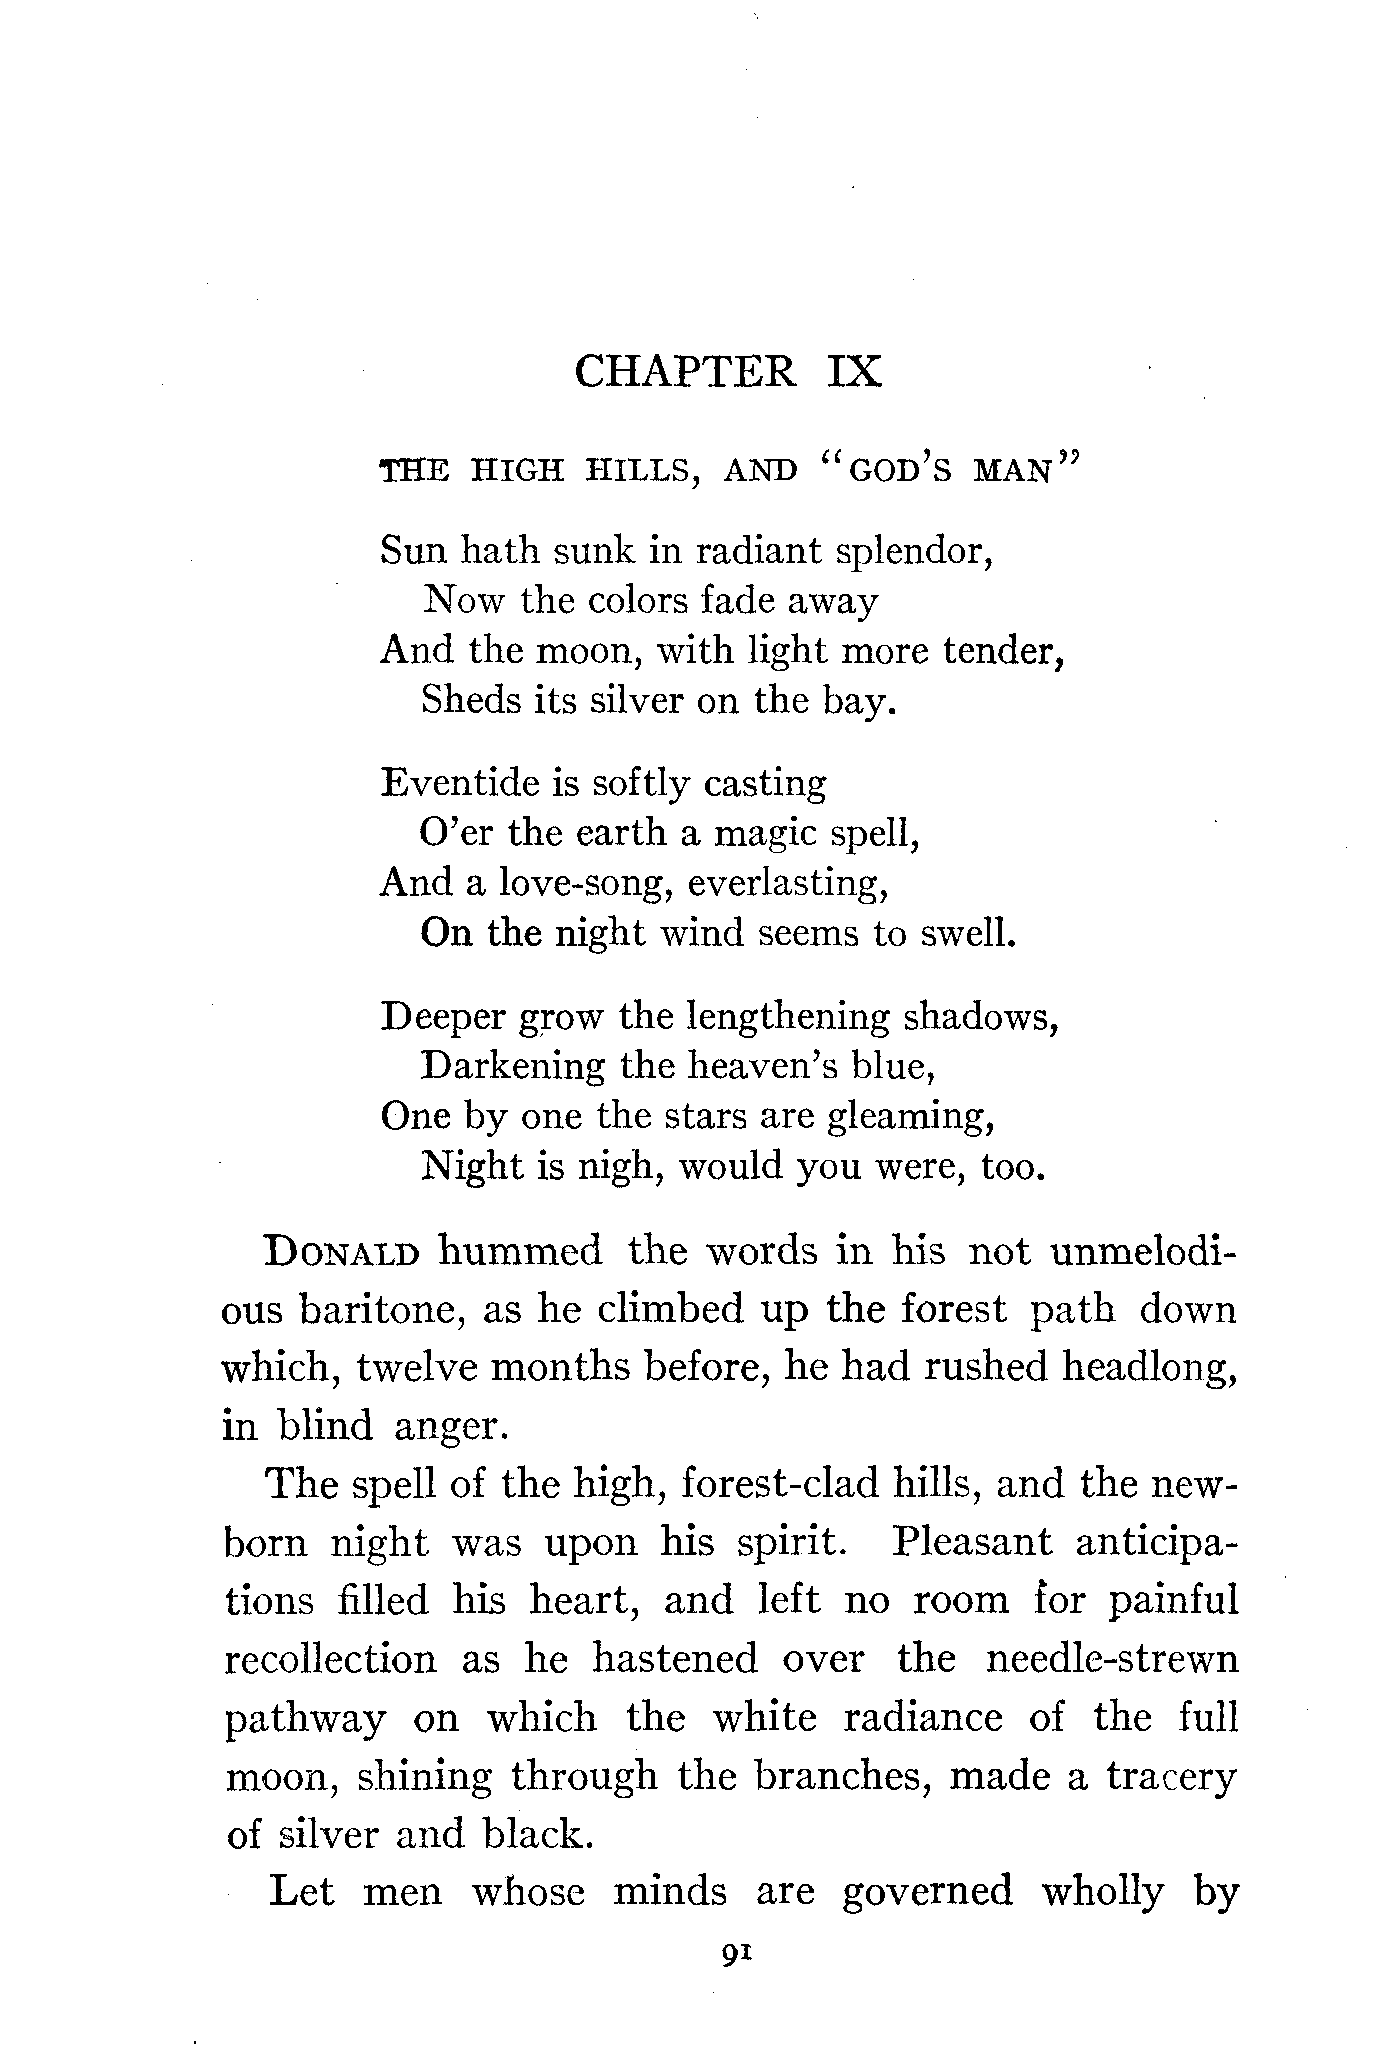 CHAPTER IX
THE HIGH HILLS, AND "GOD'S MAN"
Sun hath sunk in radiant splendor,
Now the colors fade away
And the moon, with light more tender,
Sheds its silver on the bay.
Eventide is softly casting
O'er the earth a magic spell,
And a love-song, everlasting,
On the night wind seems to swell.
Deeper grow the lengthening shadows,
Darkening the heaven's blue,
One by one the stars are gleaming,
Night is nigh, would you were, too.
DONALD hummed the words in his not unmelodi-
ous baritone, as he climbed up the forest path down
which, twelve months before, he had rushed headlong,
in blind anger.
The spell of the high, forest-clad hills, and the new-
born night was upon his spirit. Pleasant anticipa-
tions filled his heart, and left no room for painful
recollection as he hastened over the needle-strewn
pathway on which the white radiance of the full
moon, shining through the branches, made a tracery
of silver and black.
Let men whose minds are governed wholly by
91